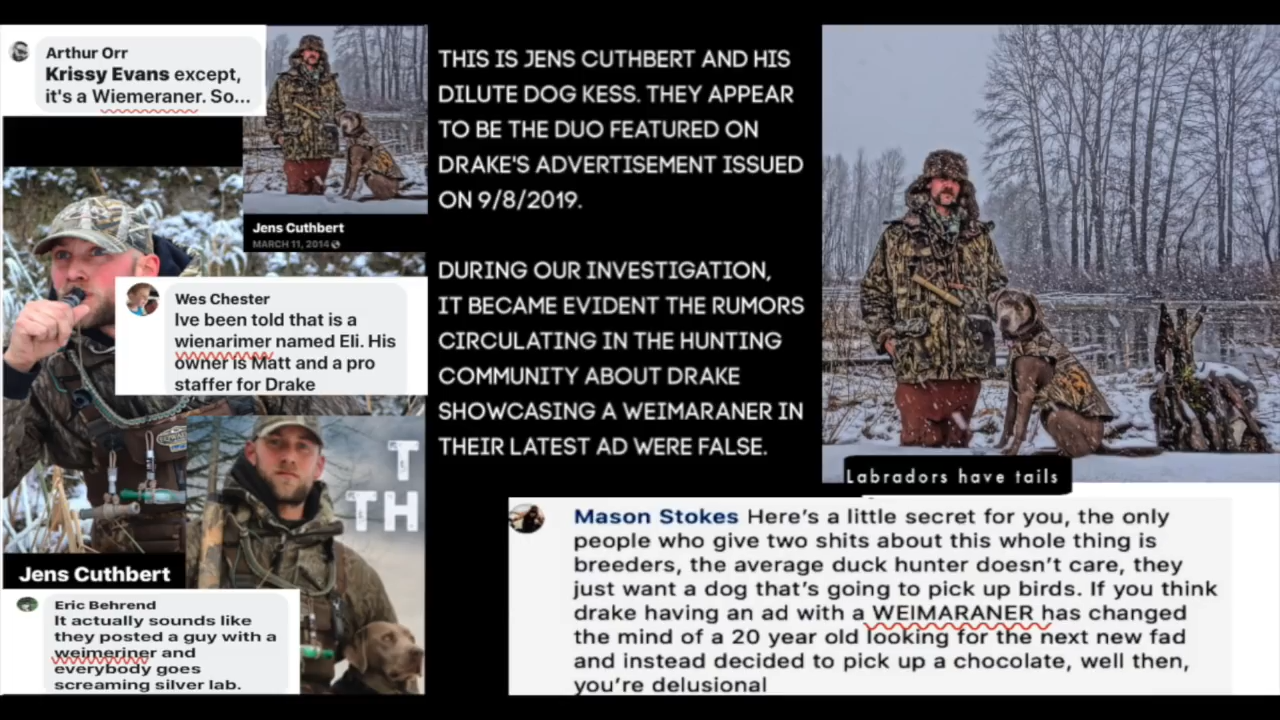 Arthur Orr
Krissy Evans except,
it's a Wiemeraner. So...
Jens Cuthbert
MARCH 11, 2014
Wes Chester
Ive been told that is a
wienarimer named Eli. His
owner is Matt and a pro
staffer for Drake
T
TH
Jens Cuthbert
Eric Behrend
It actually sounds like
they posted a guy with a
weimeriner and
everybody goes
screaming silver lab.
THIS IS JENS CUTHBERT AND HIS
DILUTE DOG KESS. THEY APPEAR
TO BE THE DUO FEATURED ON
DRAKE'S ADVERTISEMENT ISSUED
ON 9/8/2019.
DURING OUR INVESTIGATION,
IT BECAME EVIDENT THE RUMORS
CIRCULATING IN THE HUNTING
COMMUNITY ABOUT DRAKE
SHOWCASING A WEIMARANER IN
THEIR LATEST AD WERE FALSE.
Labradors have tails
Mason Stokes Here's a little secret for you, the only
people who give two shits about this whole thing is
breeders, the average duck hunter doesn't care, they
just want a dog that's going to pick up birds. If you think
drake having an ad with a WEIMARANER has changed
the mind of a 20 year old looking for the next new fad
and instead decided to pick up a chocolate, well then,
you're delusional